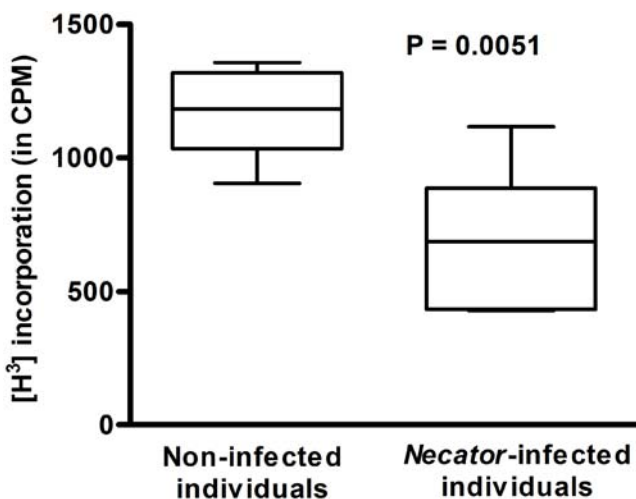 1500
P = 0.0051
1000
500
0
[H³] incorporation (in CPM)
Non-infected
individuals
Necator-infected
individuals